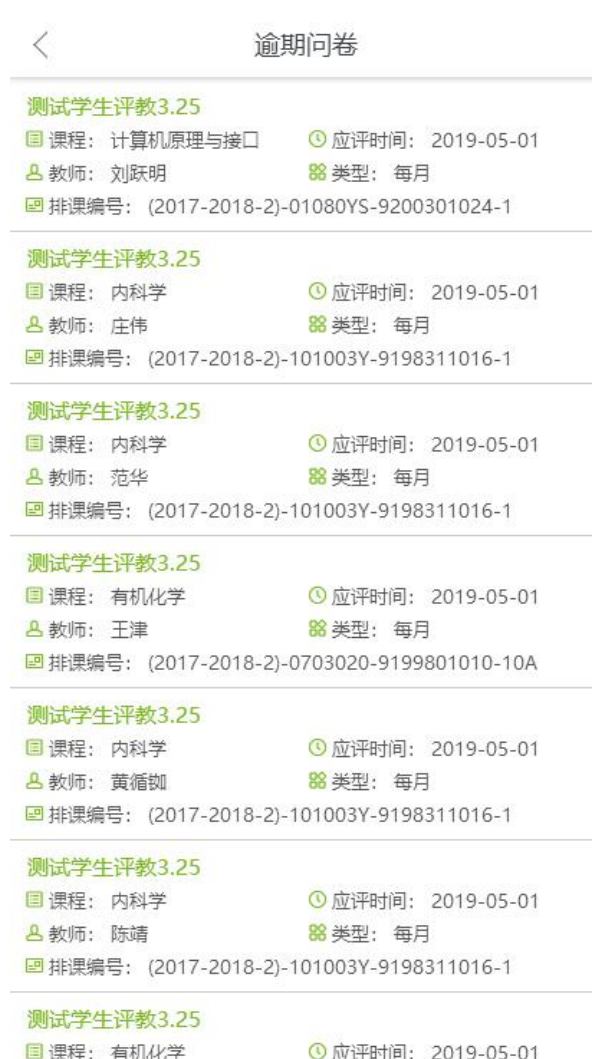 逾期问卷
测试学生评教3.25
课程： 计算机原理与接口 应评时间： 2019-05-01
教师： 刘跃明 类型： 每月
排课编号： (2017-2018-2)-01080YS-9200301024-1
测试学生评教3.25
课程： 内科学 应评时间： 2019-05-01
教师： 庄伟 类型： 每月
排课编号： (2017-2018-2)-101003Y-9198311016-1
测试学生评教3.25
课程： 内科学 应评时间： 2019-05-01
教师： 范华 类型： 每月
排课编号： (2017-2018-2)-101003Y-9198311016-1
测试学生评教3.25
课程： 有机化学 应评时间： 2019-05-01
教师： 王津 类型： 每月
排课编号： (2017-2018-2)-0703020-9199801010-10A
测试学生评教3.25
课程： 内科学 应评时间： 2019-05-01
教师： 黄循铷 类型： 每月
排课编号： (2017-2018-2)-101003Y-9198311016-1
测试学生评教3.25
课程： 内科学 应评时间： 2019-05-01
教师： 陈靖 类型： 每月
排课编号： (2017-2018-2)-101003Y-9198311016-1
测试学生评教3.25
课程： 有机化学 应评时间： 2019-05-01